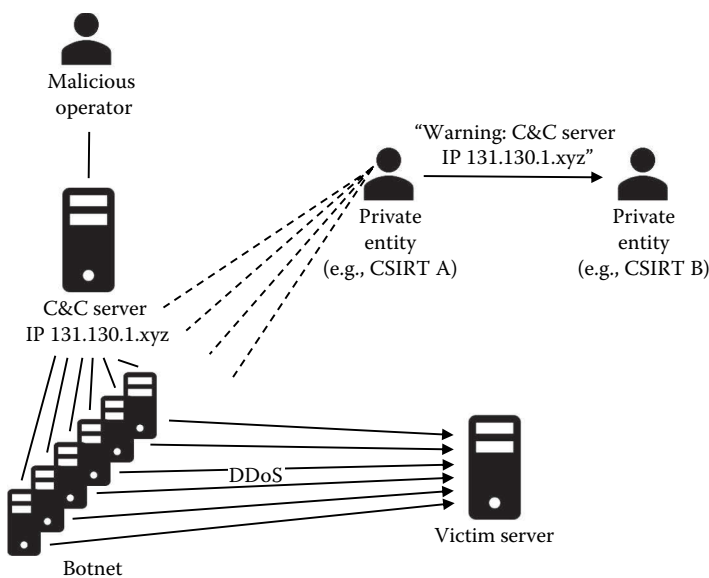 Malicious
operator
“Warning: C&C server
IP 131.130.1.xyz”
Private
entity
(e.g., CSIRT A)
Private
entity
(e.g., CSIRT B)
C&C server
IP 131.130.1.xyz
DDoS
Victim server
Botnet